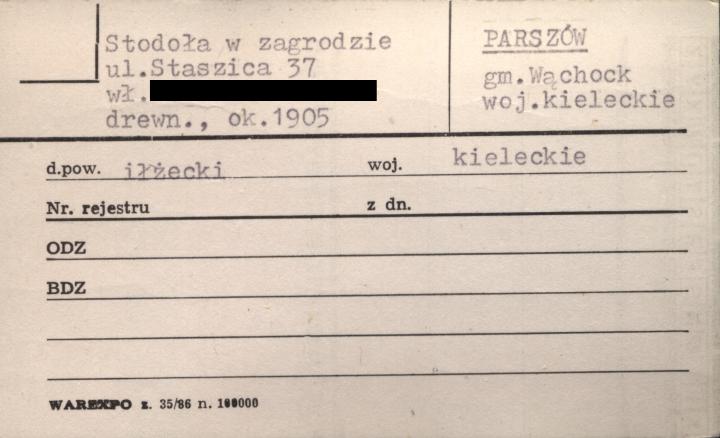 Stodoła w zagrodzie
ul.Staszica 37
wł.
drewn., ok.1905
PARSZÓW
gm.Wąchock
woj.kieleckie
d.pow. iłżecki woj. kieleckie
Nr. rejestru z dn.
ODZ
BDZ
WAREXPO z. 35/86 n. 100000